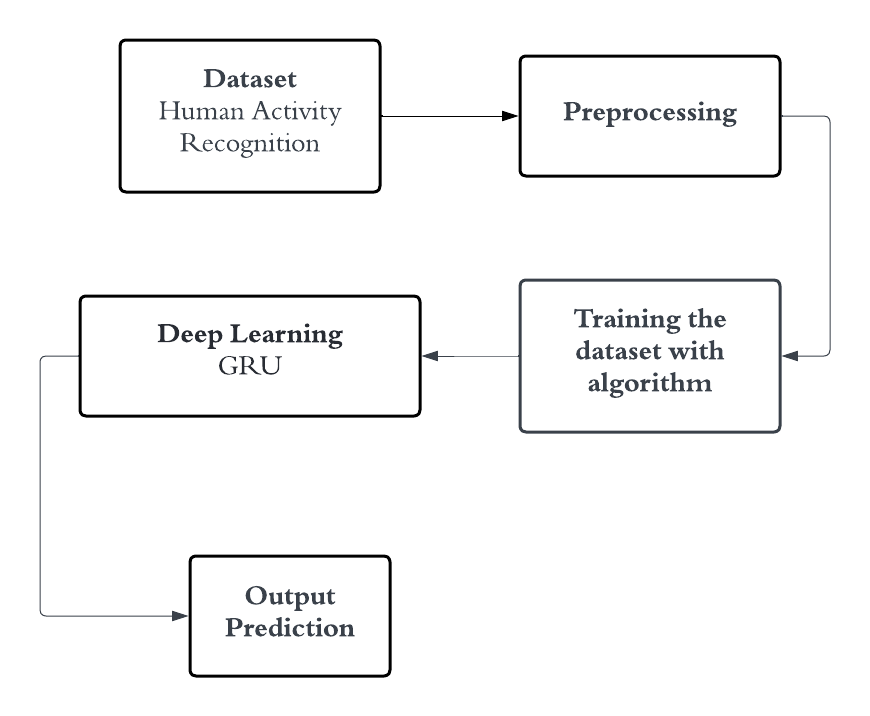 Dataset
Human Activity
Recognition
Preprocessing
Training the
dataset with
algorithm
Deep Learning
GRU
Output
Prediction